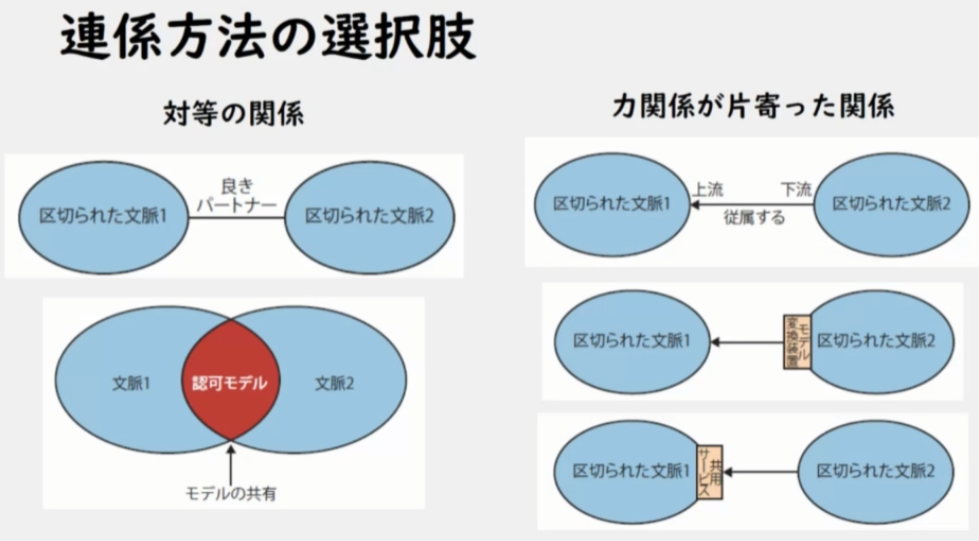 連係方法の選択肢
対等の関係
区切られた文脈1
良き
パートナー
区切られた文脈2
文脈1
認可モデル
文脈2
モデルの共有
力関係が片寄った関係
区切られた文脈1
上流
下流
従属する
区切られた文脈2
区切られた文脈1
モデル
変換装置
区切られた文脈2
区切られた文脈1
共用
サービス
区切られた文脈2